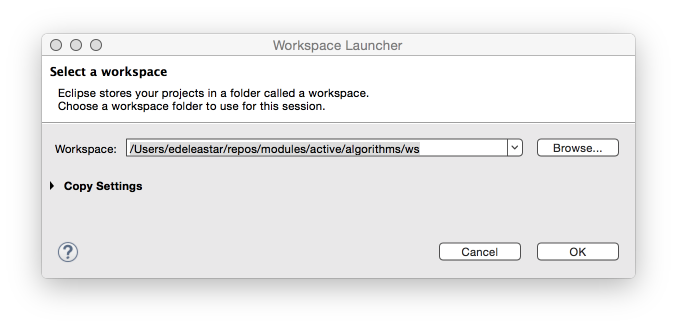 Workspace Launcher
Select a workspace
Eclipse stores your projects in a folder called a workspace.
Choose a workspace folder to use for this session.
Workspace: /Users/edeleastar/repos/modules/active/algorithms/ws Browse...
Copy Settings
? Cancel OK